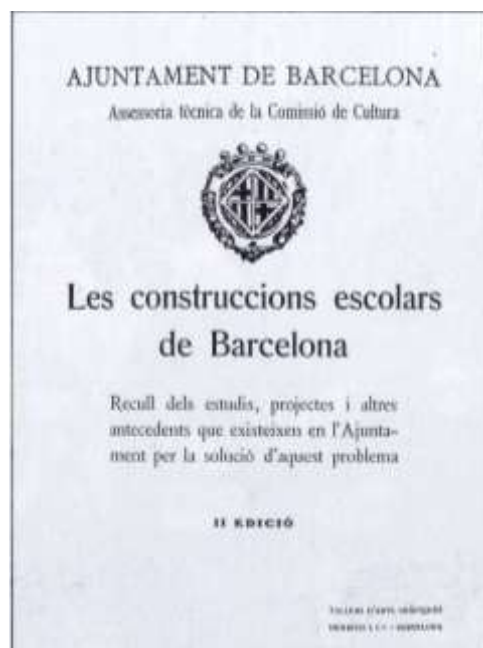 AJUNTAMENT DE BARCELONA
Assessoria tècnica de la Comissió de Cultura
Les construccions escolars
de Barcelona
Recull dels estudis, projectes i altres
antecedents que existeixen en l'Ajunta-
ment per la solució d'aquest problema
II EDICIÓ
BARCELONA